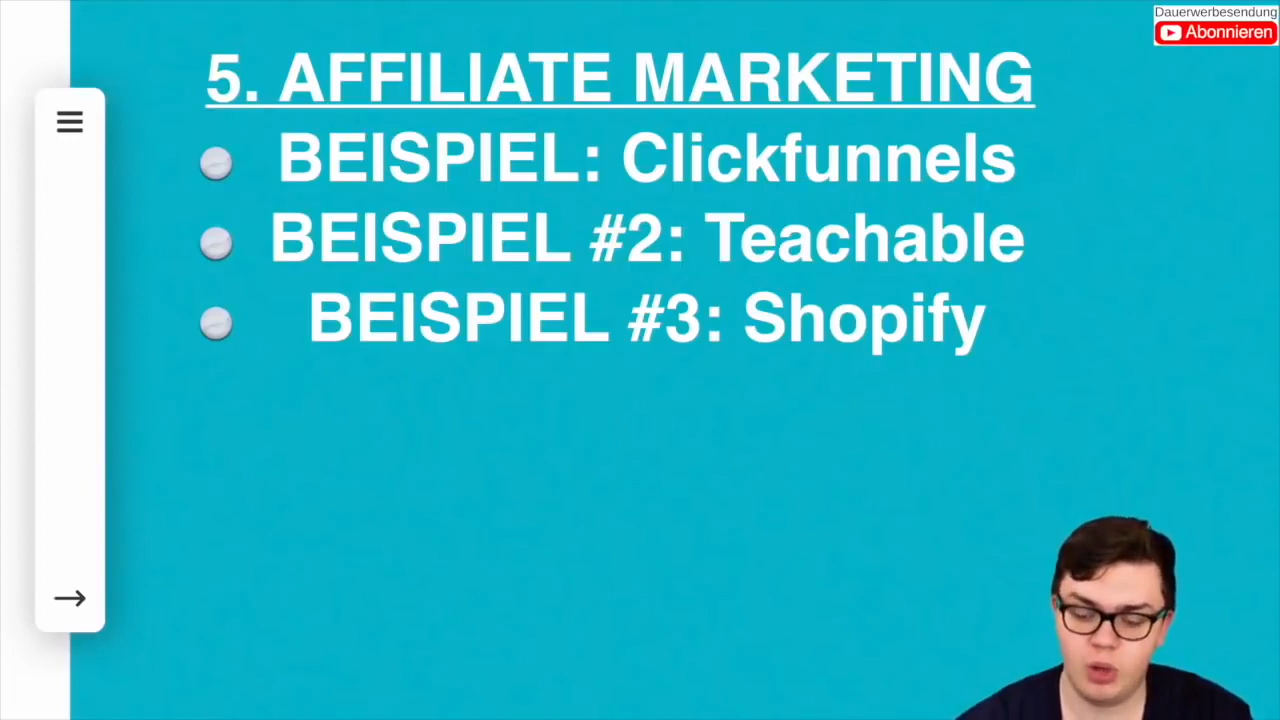 Dauerwerbesendung
Abonnieren
5. AFFILIATE MARKETING
BEISPIEL: Clickfunnels
BEISPIEL #2: Teachable
BEISPIEL #3: Shopify